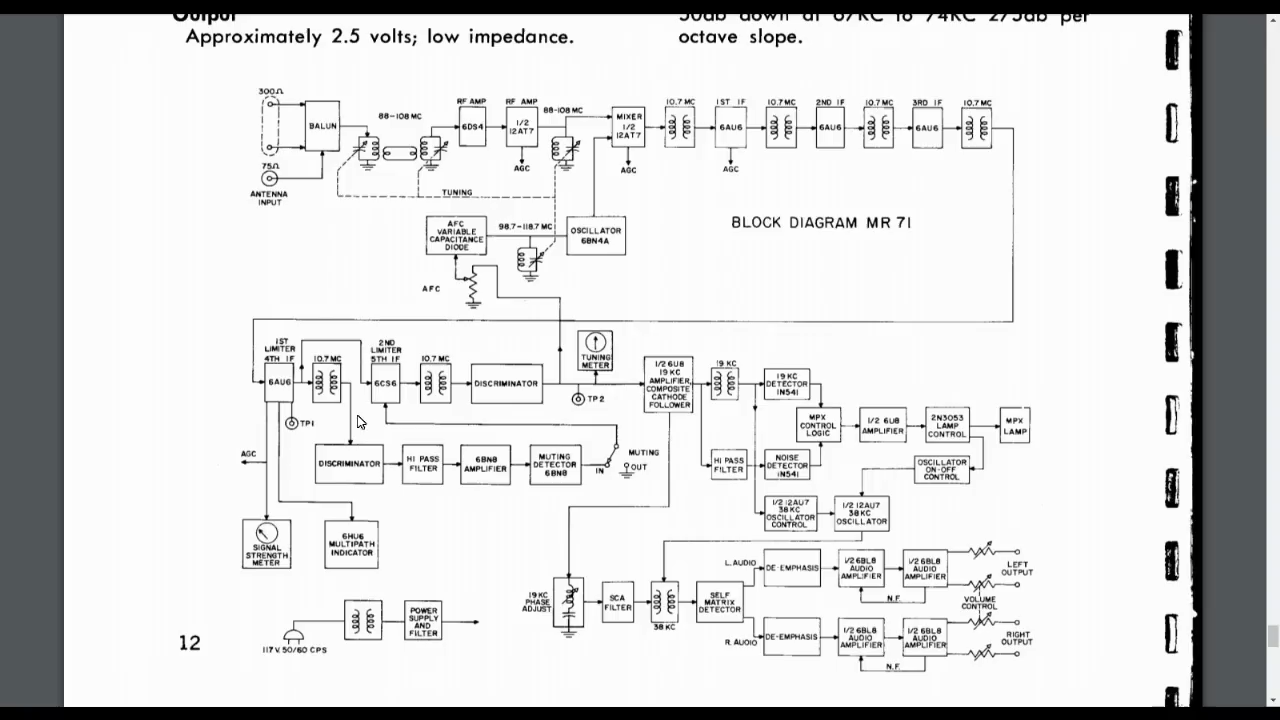 Output
Approximately 2.5 volts; low impedance.
50db down at 67KC to 74KC 275db per
octave slope.
300Ω
BALUN
75Ω
ANTENNA
INPUT
88-108 MC
RF AMP
6DS4
RF AMP
1/2
12AT7
AGC
88-108 MC
MIXER
1/2
12AT7
AGC
10.7 MC
1ST IF
6AU6
AGC
10.7 MC
2ND IF
6AU6
10.7 MC
3RD IF
6AU6
10.7 MC
TUNING
AFC
VARIABLE
CAPACITANCE
DIODE
98.7-118.7 MC
OSCILLATOR
6BN4A
BLOCK DIAGRAM MR 71
AFC
1ST
LIMITER
4TH IF
6AU6
10.7 MC
2ND
LIMITER
5TH IF
6CS6
10.7 MC
DISCRIMINATOR
TUNING
METER
TP2
1/2 6U8
19 KC
AMPLIFIER,
COMPOSITE
CATHODE
FOLLOWER
19 KC
19 KC
DETECTOR
IN541
MPX
CONTROL
LOGIC
1/2 6U8
AMPLIFIER
2N3053
LAMP
CONTROL
MPX
LAMP
TP1
AGC
DISCRIMINATOR
HI PASS
FILTER
6BN8
AMPLIFIER
MUTING
DETECTOR
6BN8
IN
MUTING
OUT
HI PASS
FILTER
NOISE
DETECTOR
IN541
OSCILLATOR
ON-OFF
CONTROL
1/2 12AU7
38 KC
OSCILLATOR
CONTROL
1/2 12AU7
38 KC
OSCILLATOR
SIGNAL
STRENGTH
METER
6HU6
MULTIPATH
INDICATOR
19 KC
PHASE
ADJUST
SCA
FILTER
38 KC
SELF
MATRIX
DETECTOR
L. AUDIO
DE-EMPHASIS
1/2 6BL8
AUDIO
AMPLIFIER
1/2 6BL8
AUDIO
AMPLIFIER
N.F.
LEFT
OUTPUT
VOLUME
CONTROL
R. AUDIO
DE-EMPHASIS
1/2 6BL8
AUDIO
AMPLIFIER
1/2 6BL8
AUDIO
AMPLIFIER
N.F.
RIGHT
OUTPUT
117 V. 50/60 CPS
POWER
SUPPLY
AND
FILTER
12